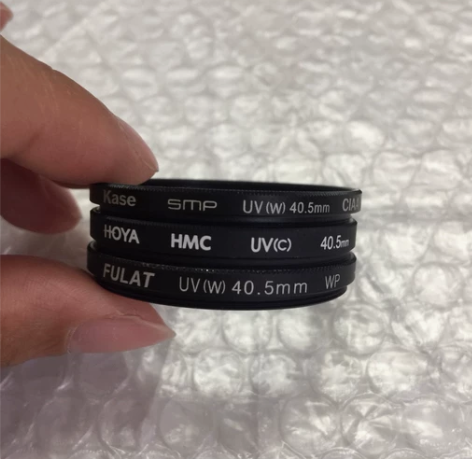 Kase SMP UV(W) 40.5mm
HOYA HMC UV(C) 40.5mm
FULAT UV(W) 40.5mm WP